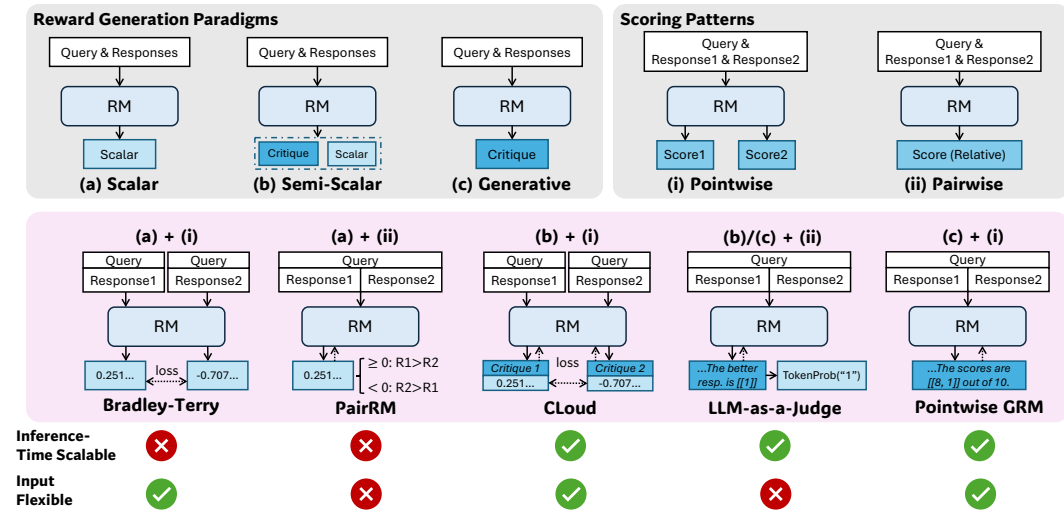 Reward Generation Paradigms
Query & Responses
RM
Scalar
(a) Scalar
Query & Responses
RM
Critique
Scalar
(b) Semi-Scalar
Query & Responses
RM
Critique
(c) Generative
Scoring Patterns
Query &
Response1 & Response2
RM
Score1
Score2
(i) Pointwise
Query &
Response1 & Response2
RM
Score (Relative)
(ii) Pairwise
(a) + (i)
Query
Response1
Query
Response2
RM
0.251...
loss
-0.707...
Bradley-Terry
(a) + (ii)
Query
Response1
Response2
RM
0.251...
≥ 0: R1>R2
< 0: R2>R1
PairRM
(b) + (i)
Query
Response1
Query
Response2
RM
Critique 1
0.251...
loss
Critique 2
-0.707...
CLoud
(b)/(c) + (ii)
Query
Response1
Response2
RM
...The better
resp. is [[1]]
TokenProb("1")
LLM-as-a-Judge
(c) + (i)
Query
Response1
Response2
RM
...The scores are
[[8, 1]] out of 10.
Pointwise GRM
Inference-
Time Scalable
Input
Flexible